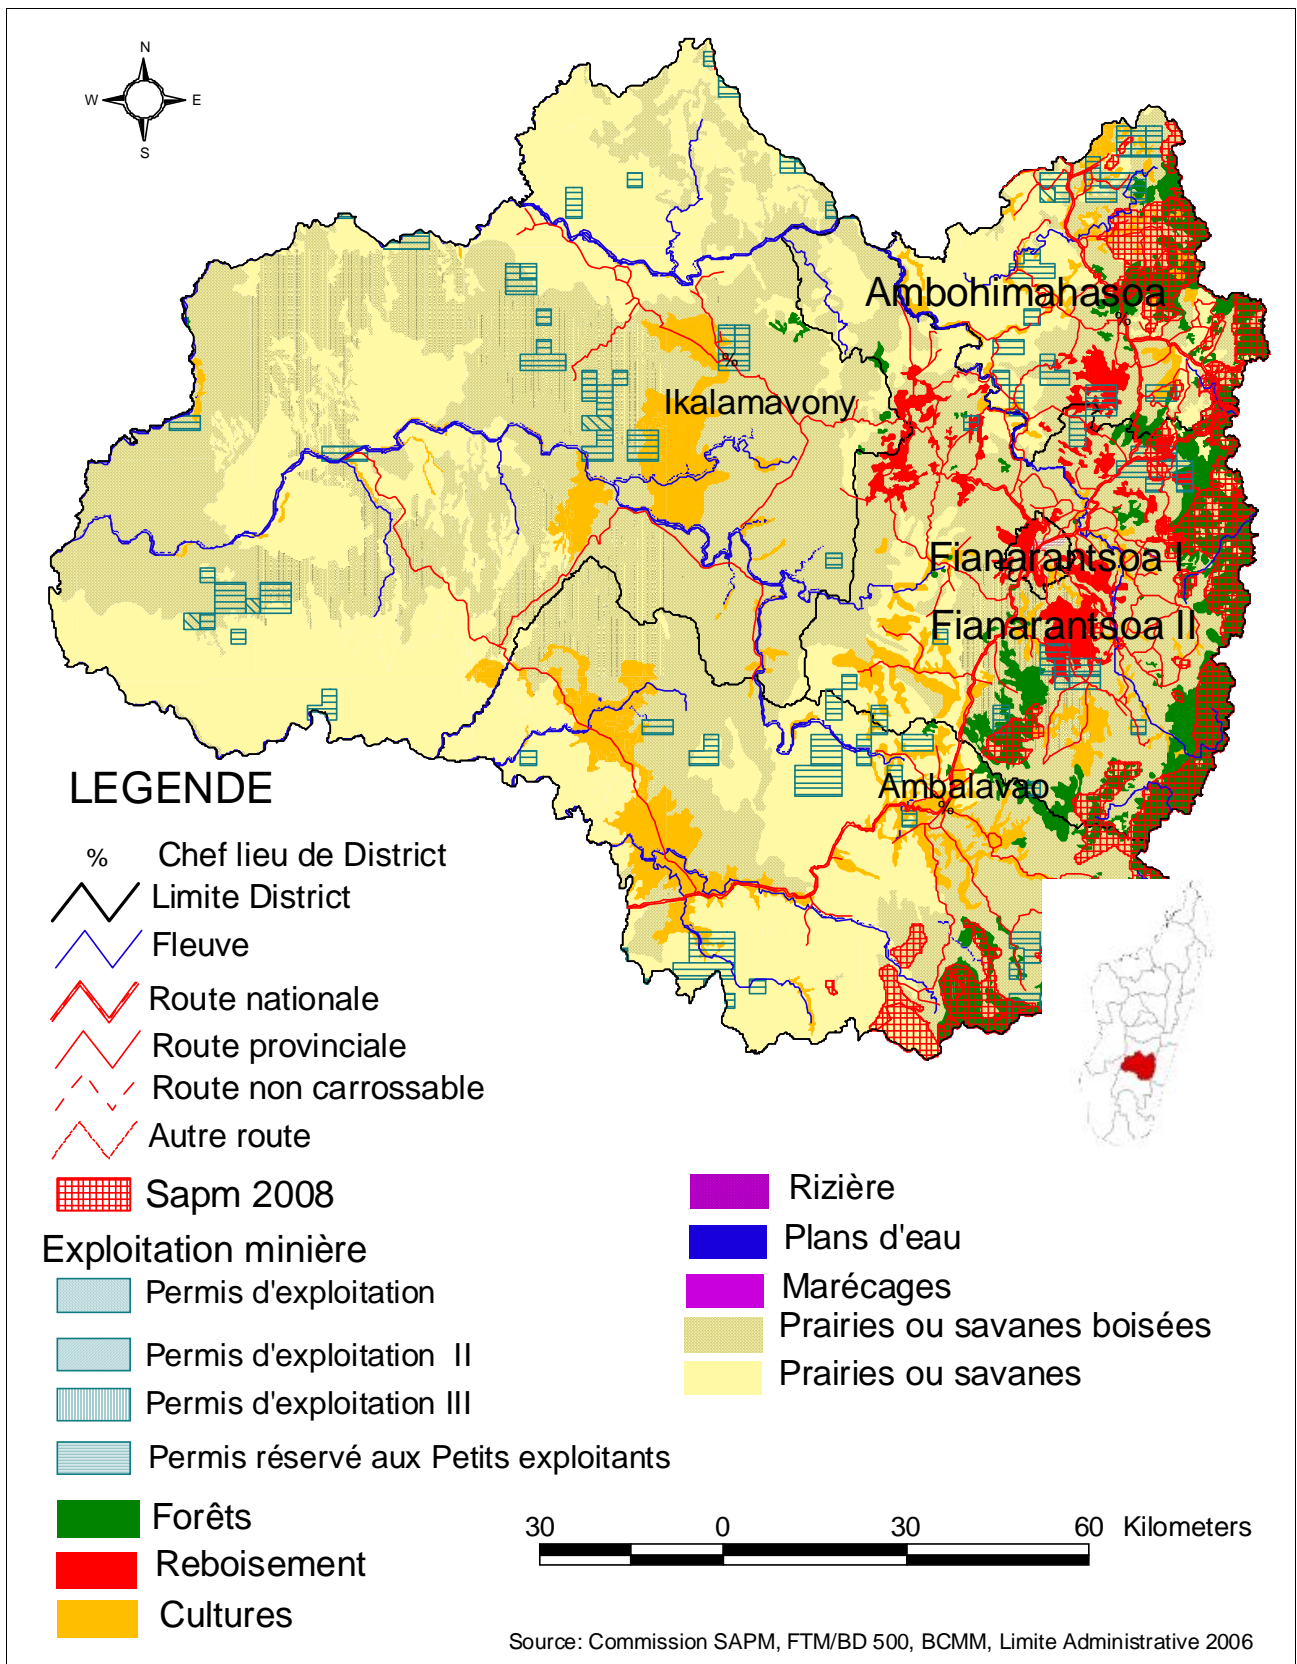 N
W E
S
Ambohimahasoa
%
%
Ikalamavony
Fianarantsoa I
Fianarantsoa II
Ambalavao
%
LEGENDE
% Chef lieu de District
Limite District
Fleuve
Route nationale
Route provinciale
Route non carrossable
Autre route
Sapm 2008
Exploitation minière
Permis d'exploitation
Permis d'exploitation II
Permis d'exploitation III
Permis réservé aux Petits exploitants
Forêts
Reboisement
Cultures
Rizière
Plans d'eau
Marécages
Prairies ou savanes boisées
Prairies ou savanes
30 0 30 60 Kilometers
Source: Commission SAPM, FTM/BD 500, BCMM, Limite Administrative 2006